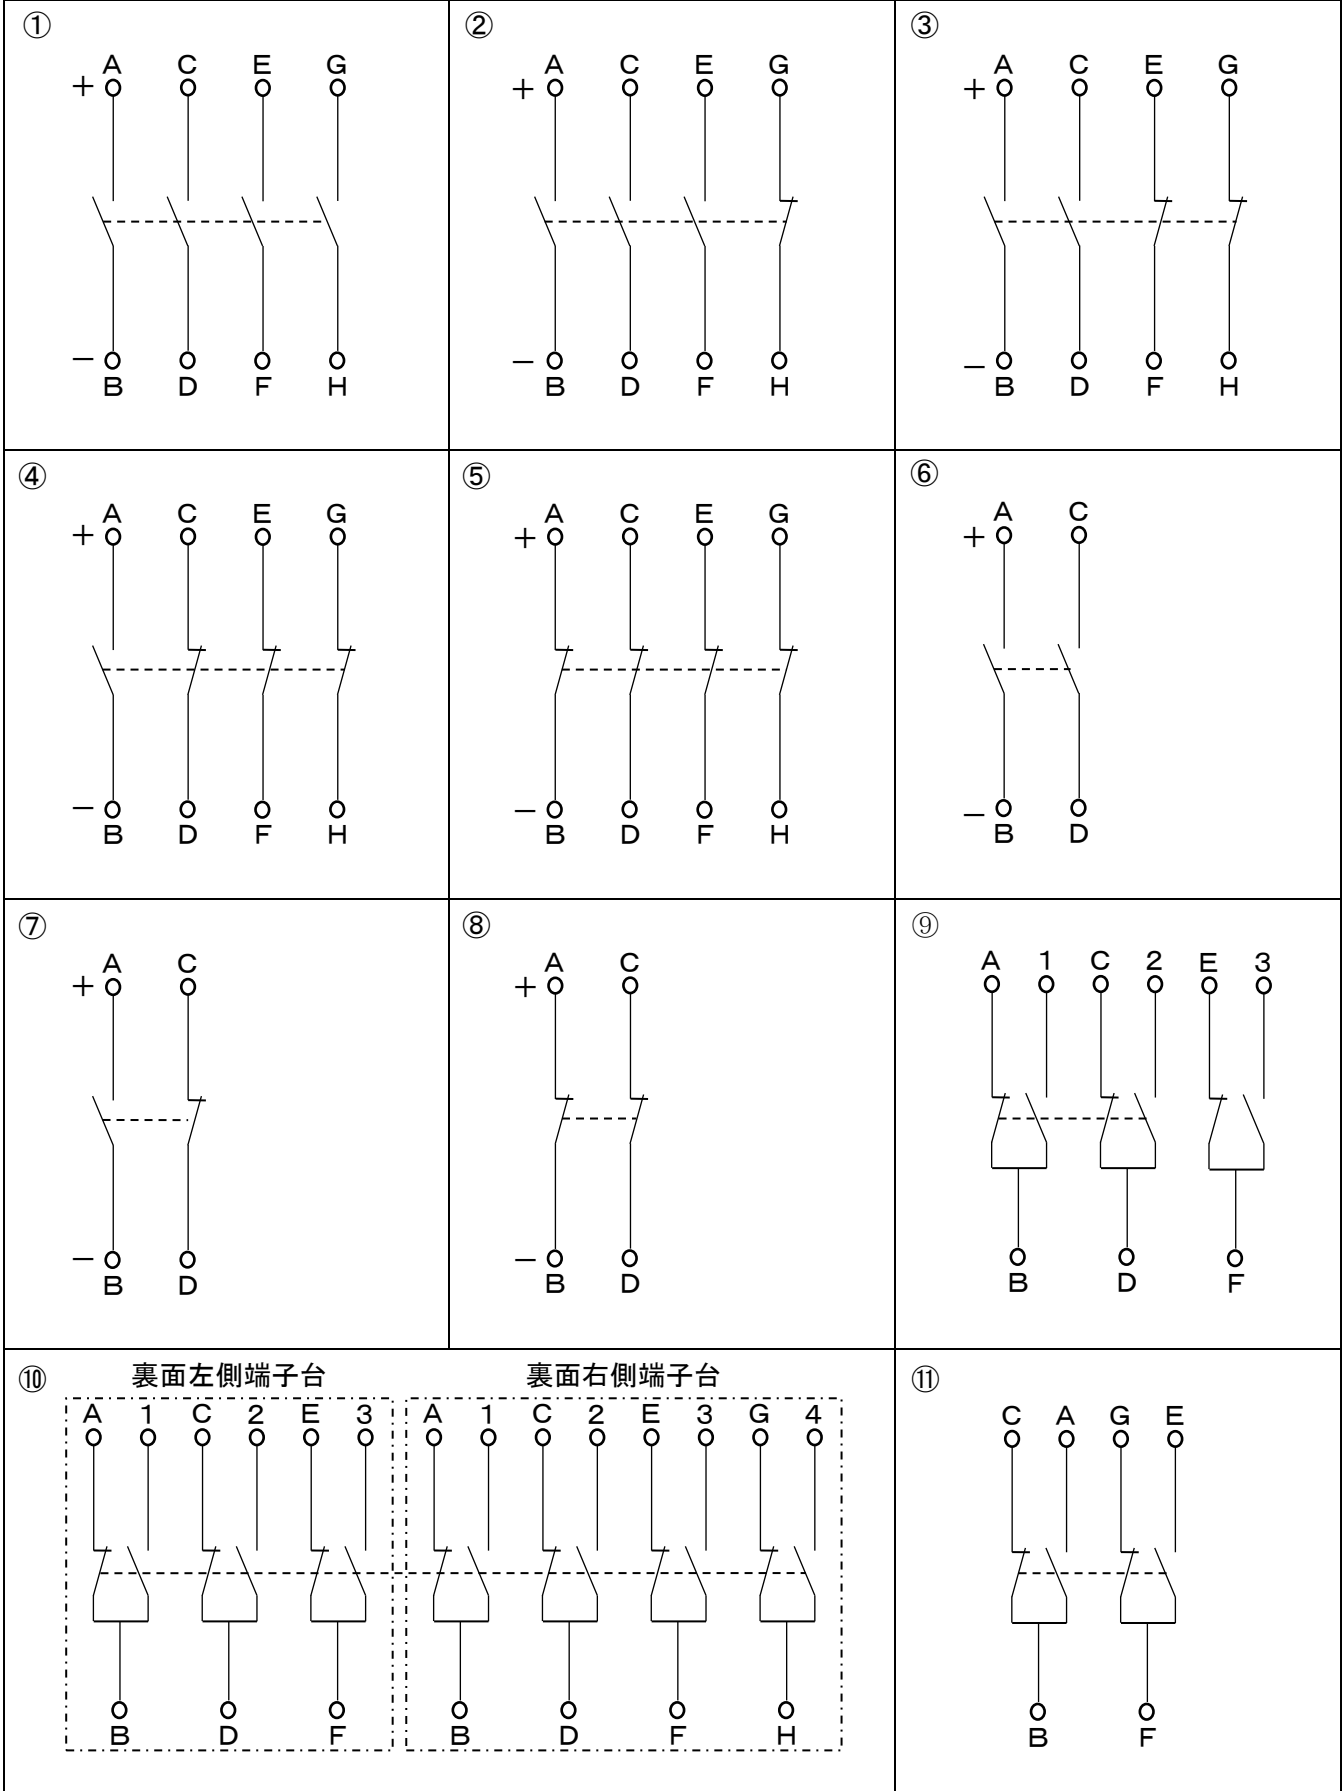 ①
A C E G
+
−
B D F H
②
A C E G
+
−
B D F H
③
A C E G
+
−
B D F H
④
A C E G
+
−
B D F H
⑤
A C E G
+
−
B D F H
⑥
A C
+
−
B D
⑦
A C
+
−
B D
⑧
A C
+
−
B D
⑨
A 1 C 2 E 3
B D F
⑩
裏面左側端子台
A 1 C 2 E 3
B D F
裏面右側端子台
A 1 C 2 E 3 G 4
B D F H
⑪
C A G E
B F